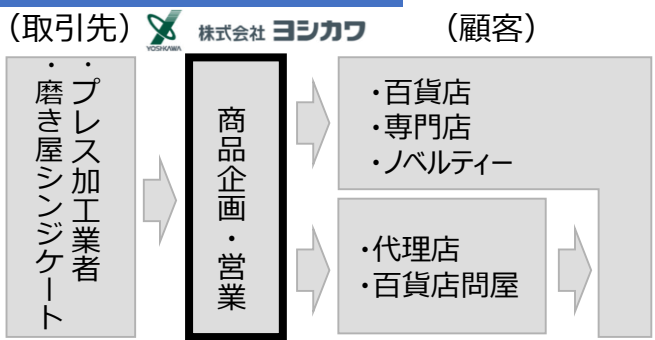 （取引先）
YOSHIKAWA
株式会社 ヨシカワ
（顧客）
・プレス加工業者
・磨き屋シンジケート
商品企画・営業
・百貨店
・専門店
・ノベルティー
・代理店
・百貨店問屋